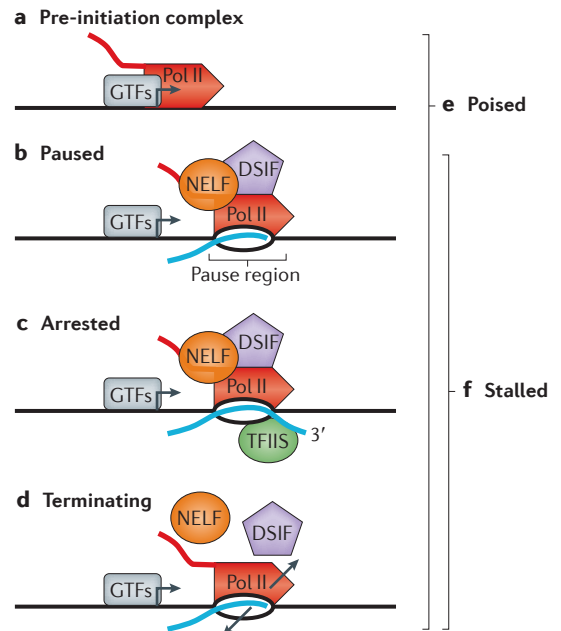 a Pre-initiation complex
Pol II
GTFs
e Poised
b Paused
DSIF
NELF
Pol II
GTFs
Pause region
c Arrested
DSIF
NELF
Pol II
GTFs
f Stalled
3′
TFIIS
d Terminating
NELF
DSIF
Pol II
GTFs